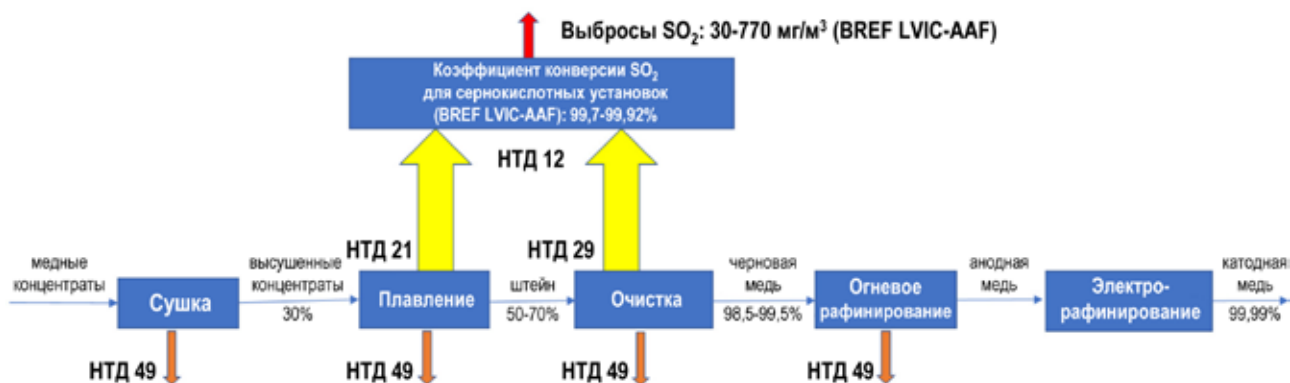 Выбросы SO₂: 30-770 мг/м³ (BREF LVIC-AAF)
Коэффициент конверсии SO₂
для сернокислотных установок
(BREF LVIC-AAF): 99,7-99,92%
НТД 12
НТД 21
НТД 29
медные
концентраты
Сушка
высушенные
концентраты
30%
Плавление
штейн
50-70%
Очистка
черновая
медь
98,5-99,5%
Огневое
рафинирование
анодная
медь
Электро-
рафинирование
катодная
медь
99,99%
НТД 49
НТД 49
НТД 49
НТД 49